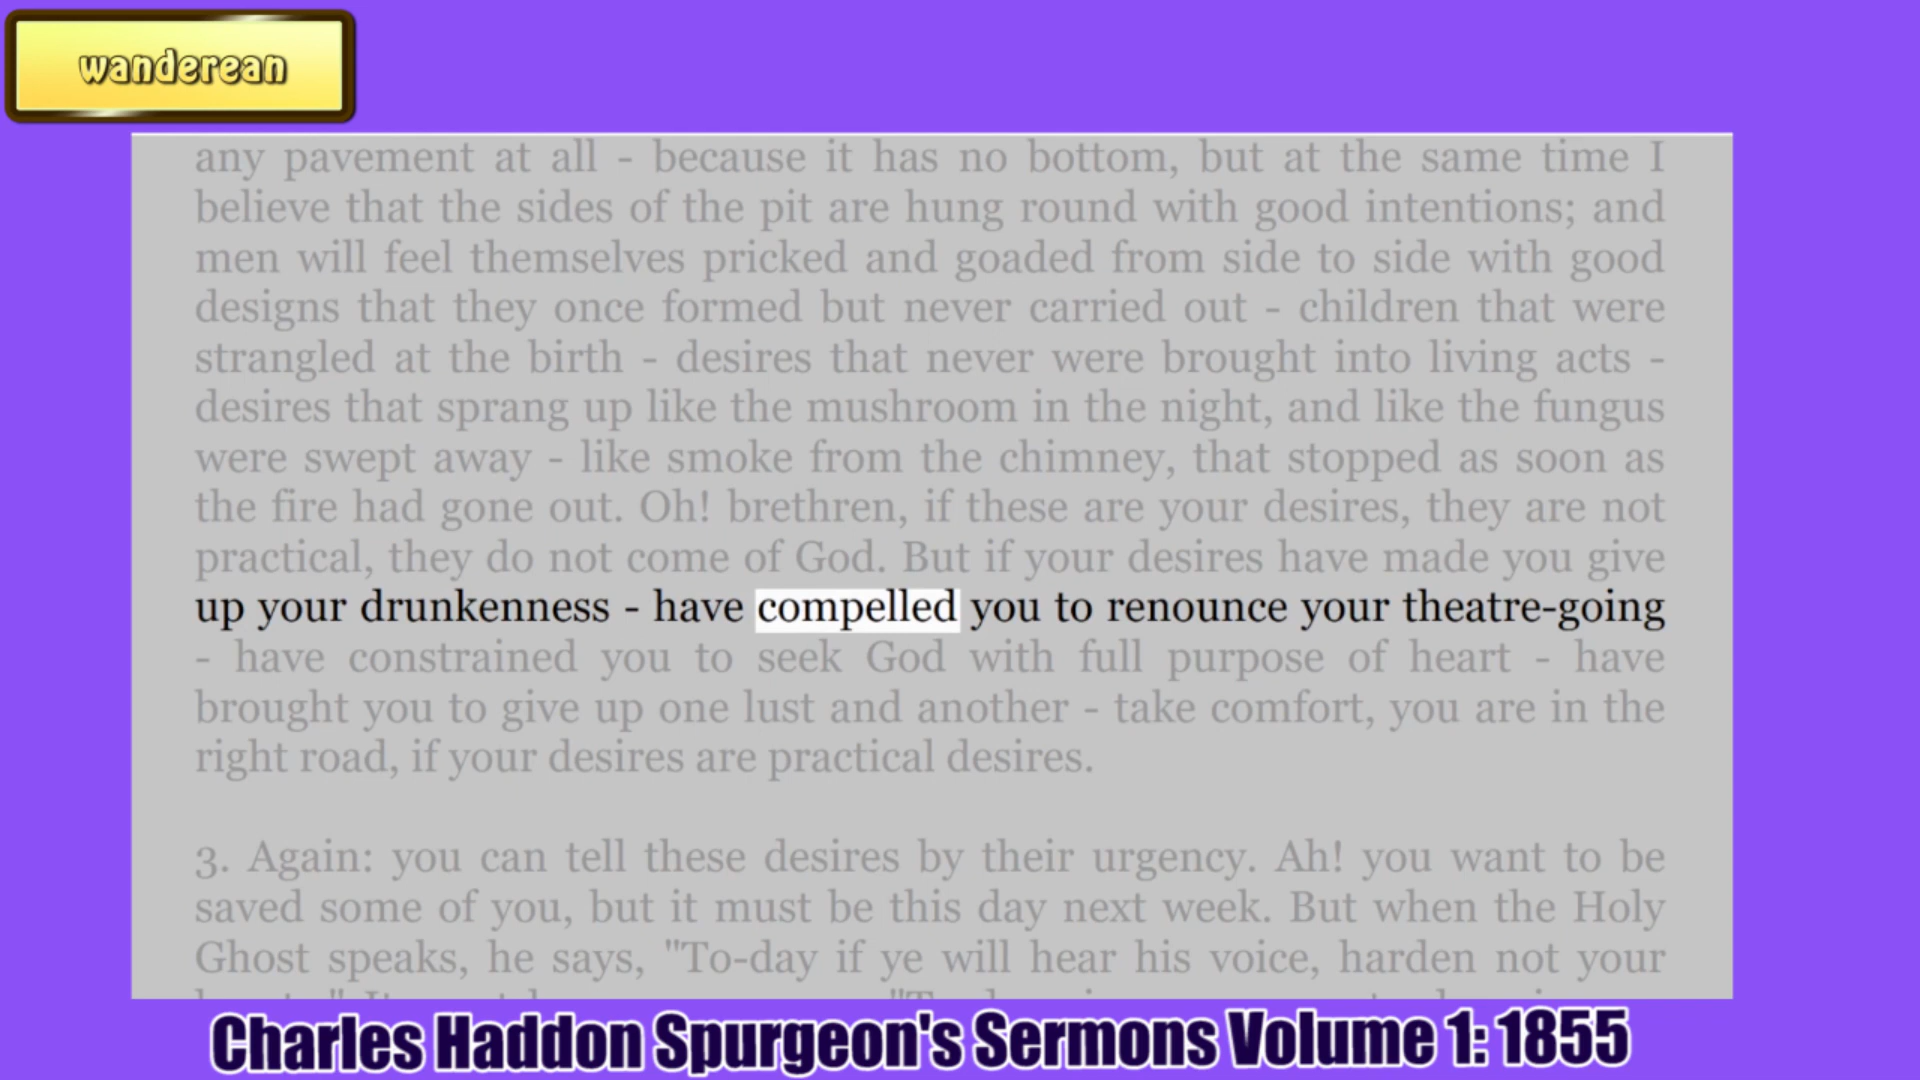 wanderean
any pavement at all - because it has no bottom, but at the same time I
believe that the sides of the pit are hung round with good intentions; and
men will feel themselves pricked and goaded from side to side with good
designs that they once formed but never carried out - children that were
strangled at the birth - desires that never were brought into living acts -
desires that sprang up like the mushroom in the night, and like the fungus
were swept away - like smoke from the chimney, that stopped as soon as
the fire had gone out. Oh! brethren, if these are your desires, they are not
practical, they do not come of God. But if your desires have made you give
up your drunkenness - have compelled you to renounce your theatre-going
- have constrained you to seek God with full purpose of heart - have
brought you to give up one lust and another - take comfort, you are in the
right road, if your desires are practical desires.
3. Again: you can tell these desires by their urgency. Ah! you want to be
saved some of you, but it must be this day next week. But when the Holy
Ghost speaks, he says, "To-day if ye will hear his voice, harden not your
Charles Haddon Spurgeon's Sermons Volume 1: 1855